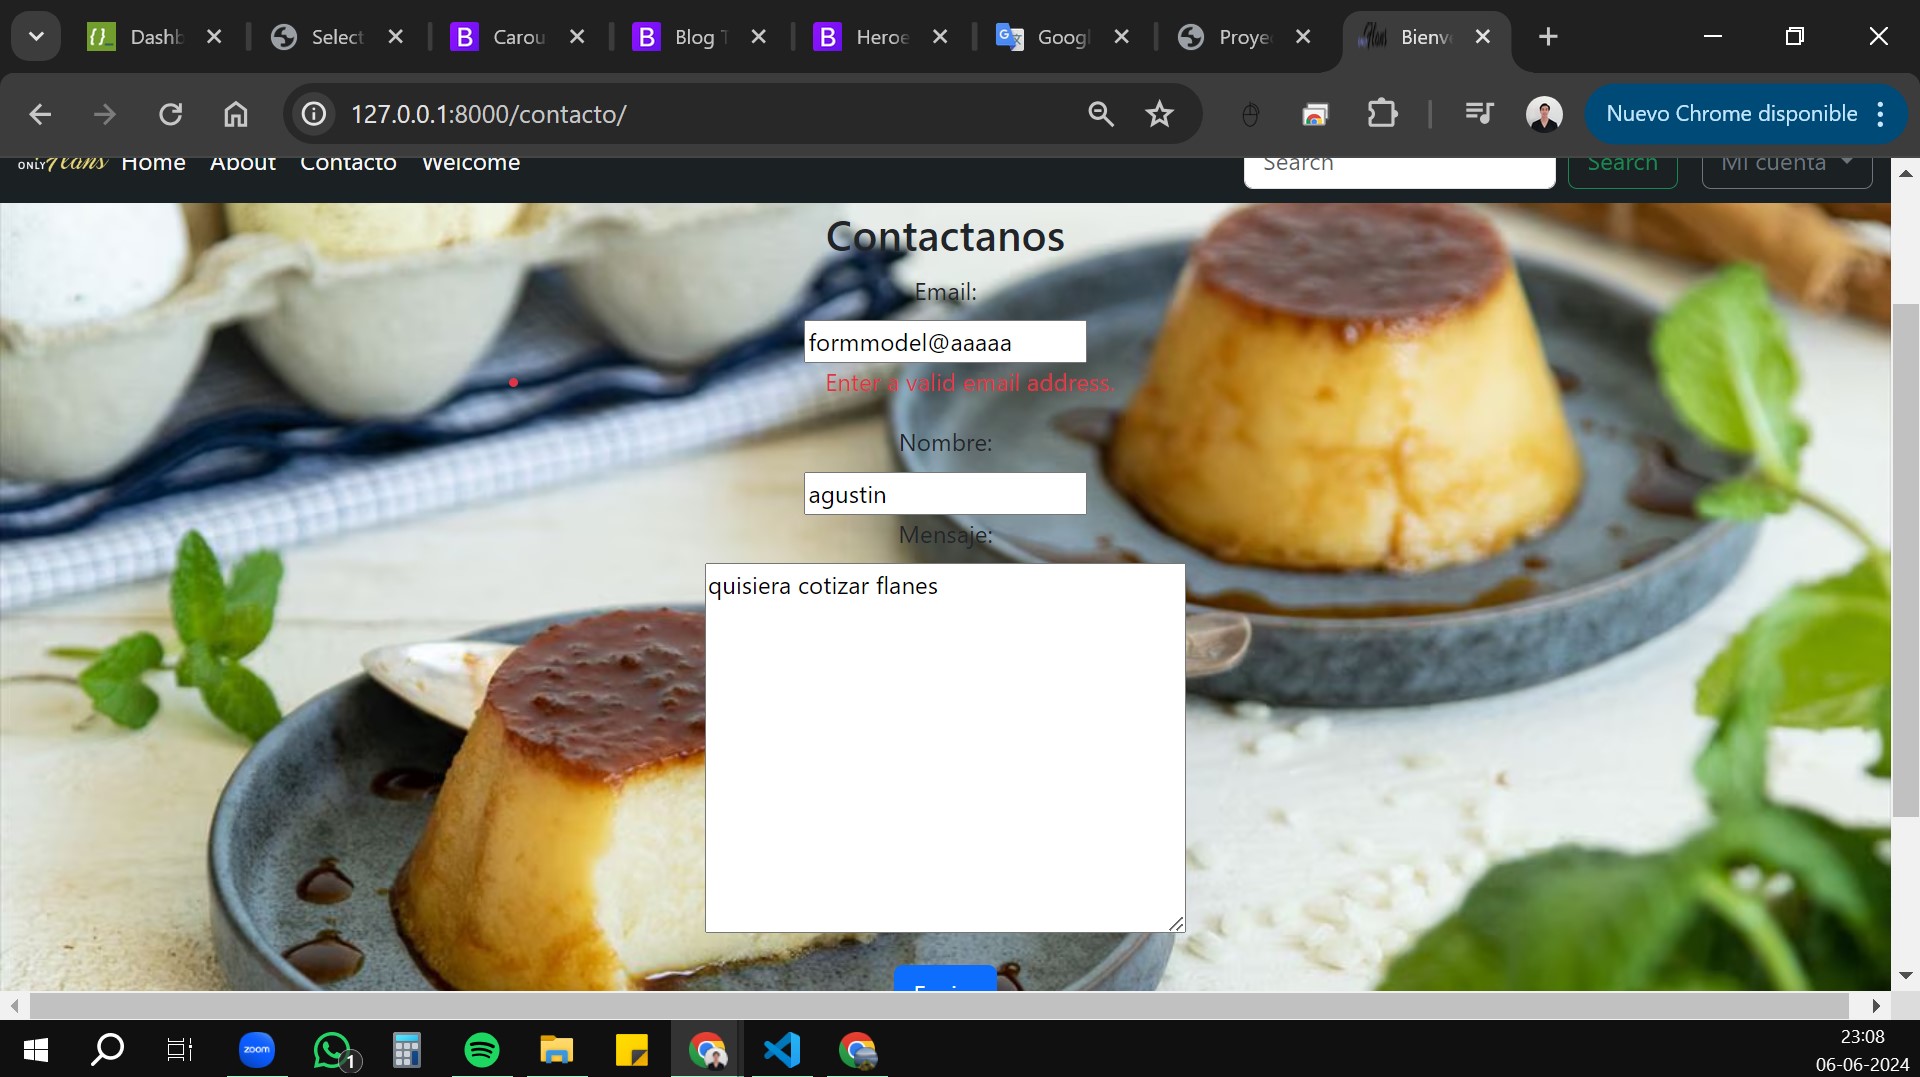 Dashb
Select
Carou
Blog T
Heroe
Googl
Proye
Bienv
127.0.0.1:8000/contacto/
Nuevo Chrome disponible
ONLY Flans Home About Contacto Welcome
Search
Search
Mi cuenta
Contactanos
Email:
formmodel@aaaaa
Enter a valid email address.
Nombre:
agustin
Mensaje:
quisiera cotizar flanes
zoom
1
23:08
06-06-2024